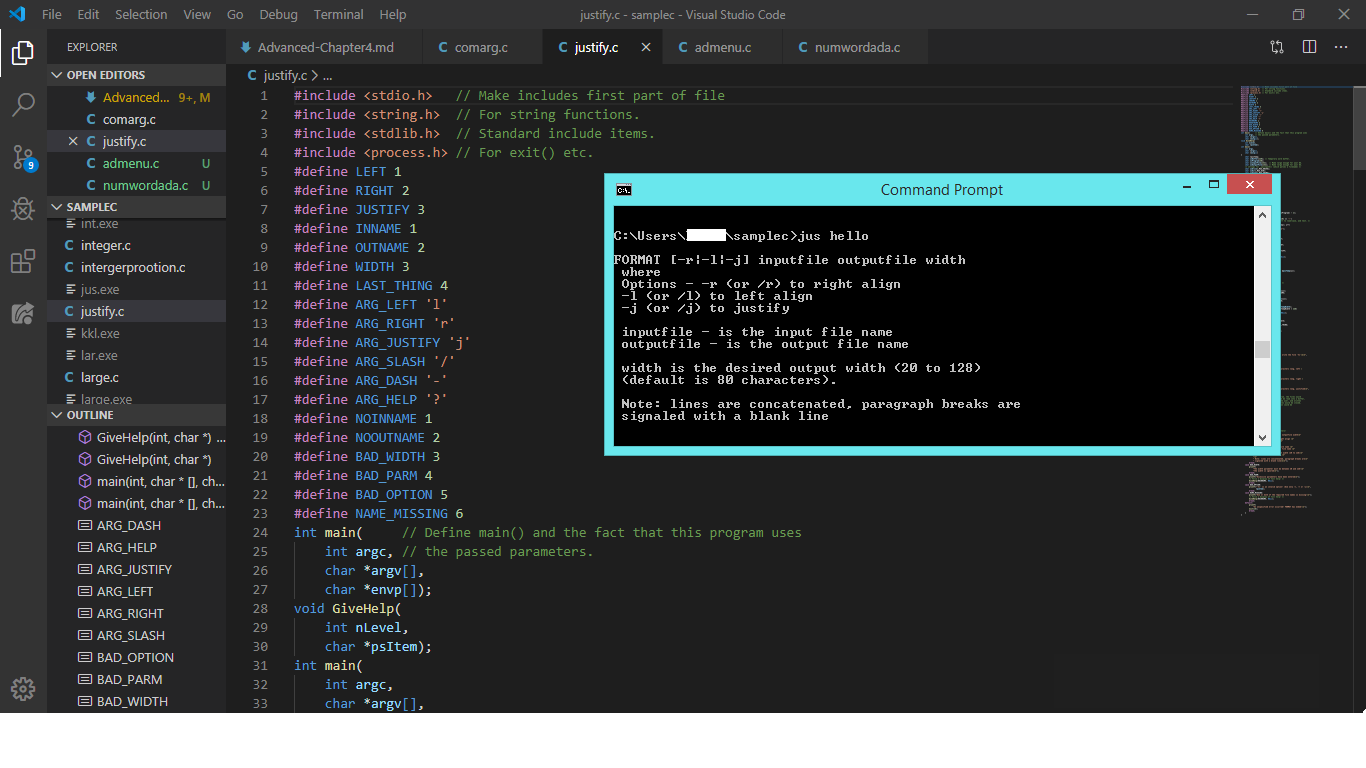 File Edit Selection View Go Debug Terminal Help
justify.c - samplec - Visual Studio Code
EXPLORER
Advanced-Chapter4.md
comarg.c
justify.c
admenu.c
numwordada.c
OPEN EDITORS
Advanced... 9+, M
comarg.c
justify.c
admenu.c U
numwordada.c U
9
SAMPLEC
int.exe
integer.c
intergerprootion.c
jus.exe
justify.c
kkl.exe
lar.exe
large.c
large.exe
OUTLINE
GiveHelp(int, char *) ...
GiveHelp(int, char *)
main(int, char * [], ch...
main(int, char * [], ch...
ARG_DASH
ARG_HELP
ARG_JUSTIFY
ARG_LEFT
ARG_RIGHT
ARG_SLASH
BAD_OPTION
BAD_PARM
BAD_WIDTH
justify.c > ...
1 #include <stdio.h> // Make includes first part of file
2 #include <string.h> // For string functions.
3 #include <stdlib.h> // Standard include items.
4 #include <process.h> // For exit() etc.
5 #define LEFT 1
6 #define RIGHT 2
7 #define JUSTIFY 3
8 #define INNAME 1
9 #define OUTNAME 2
10 #define WIDTH 3
11 #define LAST_THING 4
12 #define ARG_LEFT 'l'
13 #define ARG_RIGHT 'r'
14 #define ARG_JUSTIFY 'j'
15 #define ARG_SLASH '/'
16 #define ARG_DASH '-'
17 #define ARG_HELP '?'
18 #define NOINNAME 1
19 #define NOOUTNAME 2
20 #define BAD_WIDTH 3
21 #define BAD_PARM 4
22 #define BAD_OPTION 5
23 #define NAME_MISSING 6
24 int main( // Define main() and the fact that this program uses
25 int argc, // the passed parameters.
26 char *argv[],
27 char *envp[]);
28 void GiveHelp(
29 int nLevel,
30 char *psItem);
31 int main(
32 int argc,
33 char *argv[],
Command Prompt
C:\Users\ \samplec>jus hello
FORMAT [-r¦-l¦-j] inputfile outputfile width
where
Options - -r (or /r) to right align
-l (or /l) to left align
-j (or /j) to justify
inputfile - is the input file name
outputfile - is the output file name
width is the desired output width (20 to 128)
(default is 80 characters).
Note: lines are concatenated, paragraph breaks are
signaled with a blank line